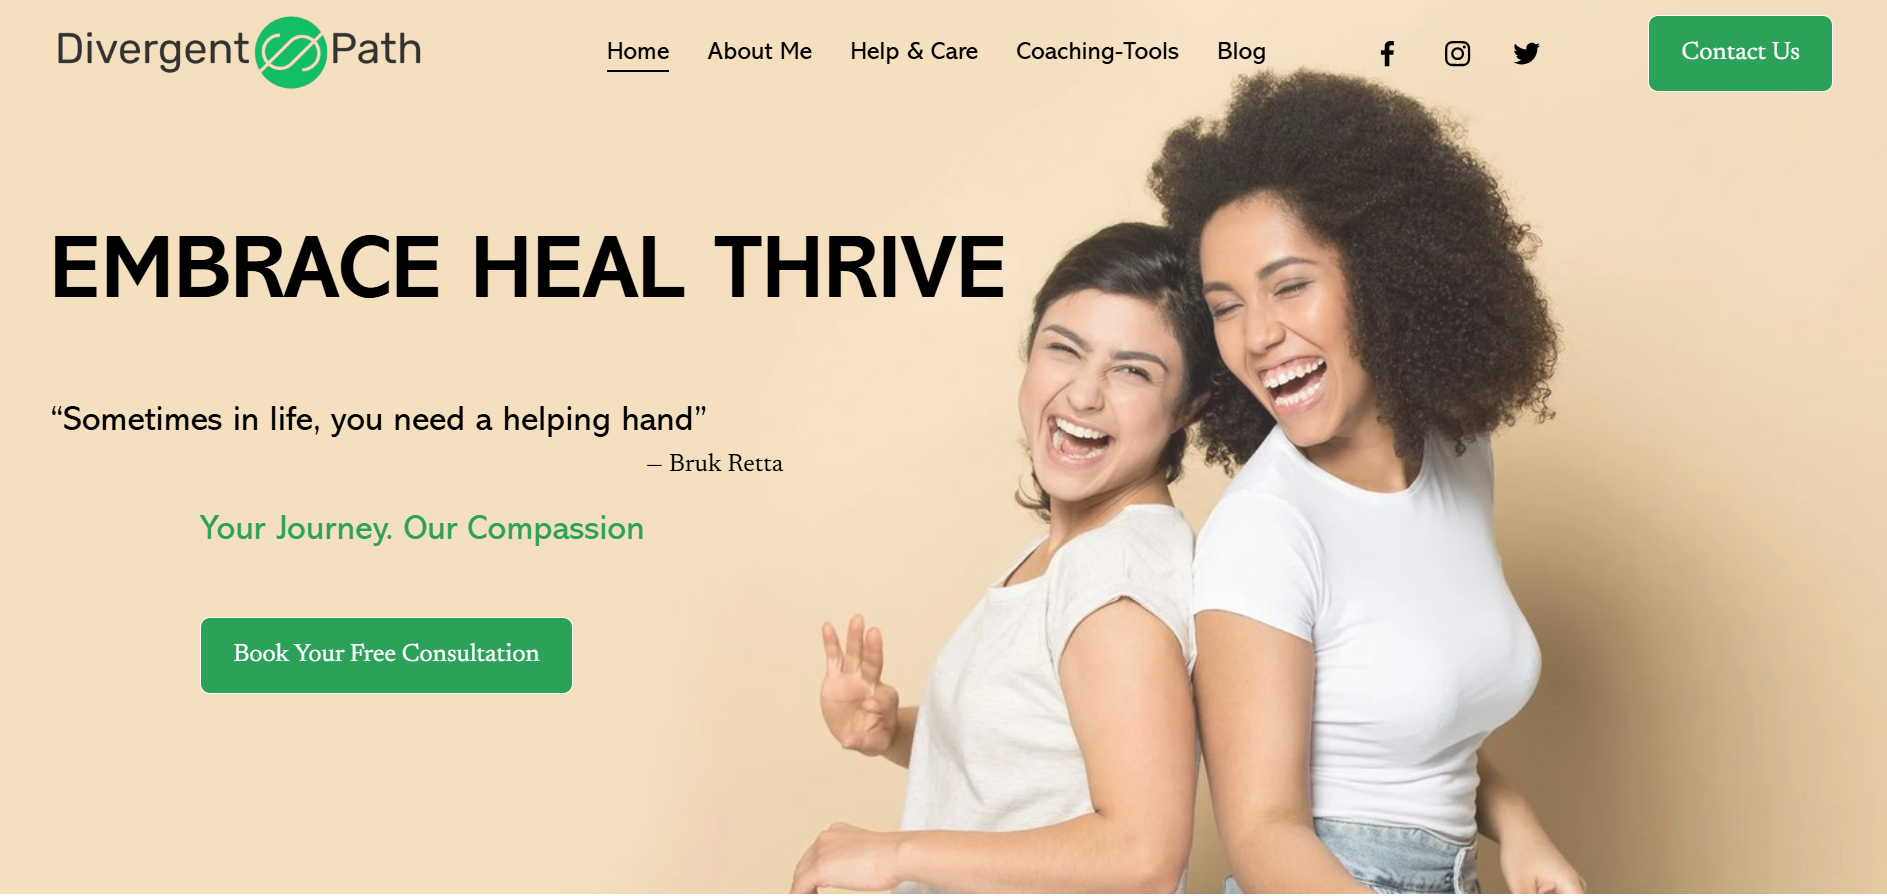 Divergent Path
Home About Me Help & Care Coaching-Tools Blog
Contact Us
EMBRACE HEAL THRIVE
“Sometimes in life, you need a helping hand”
— Bruk Retta
Your Journey. Our Compassion
Book Your Free Consultation